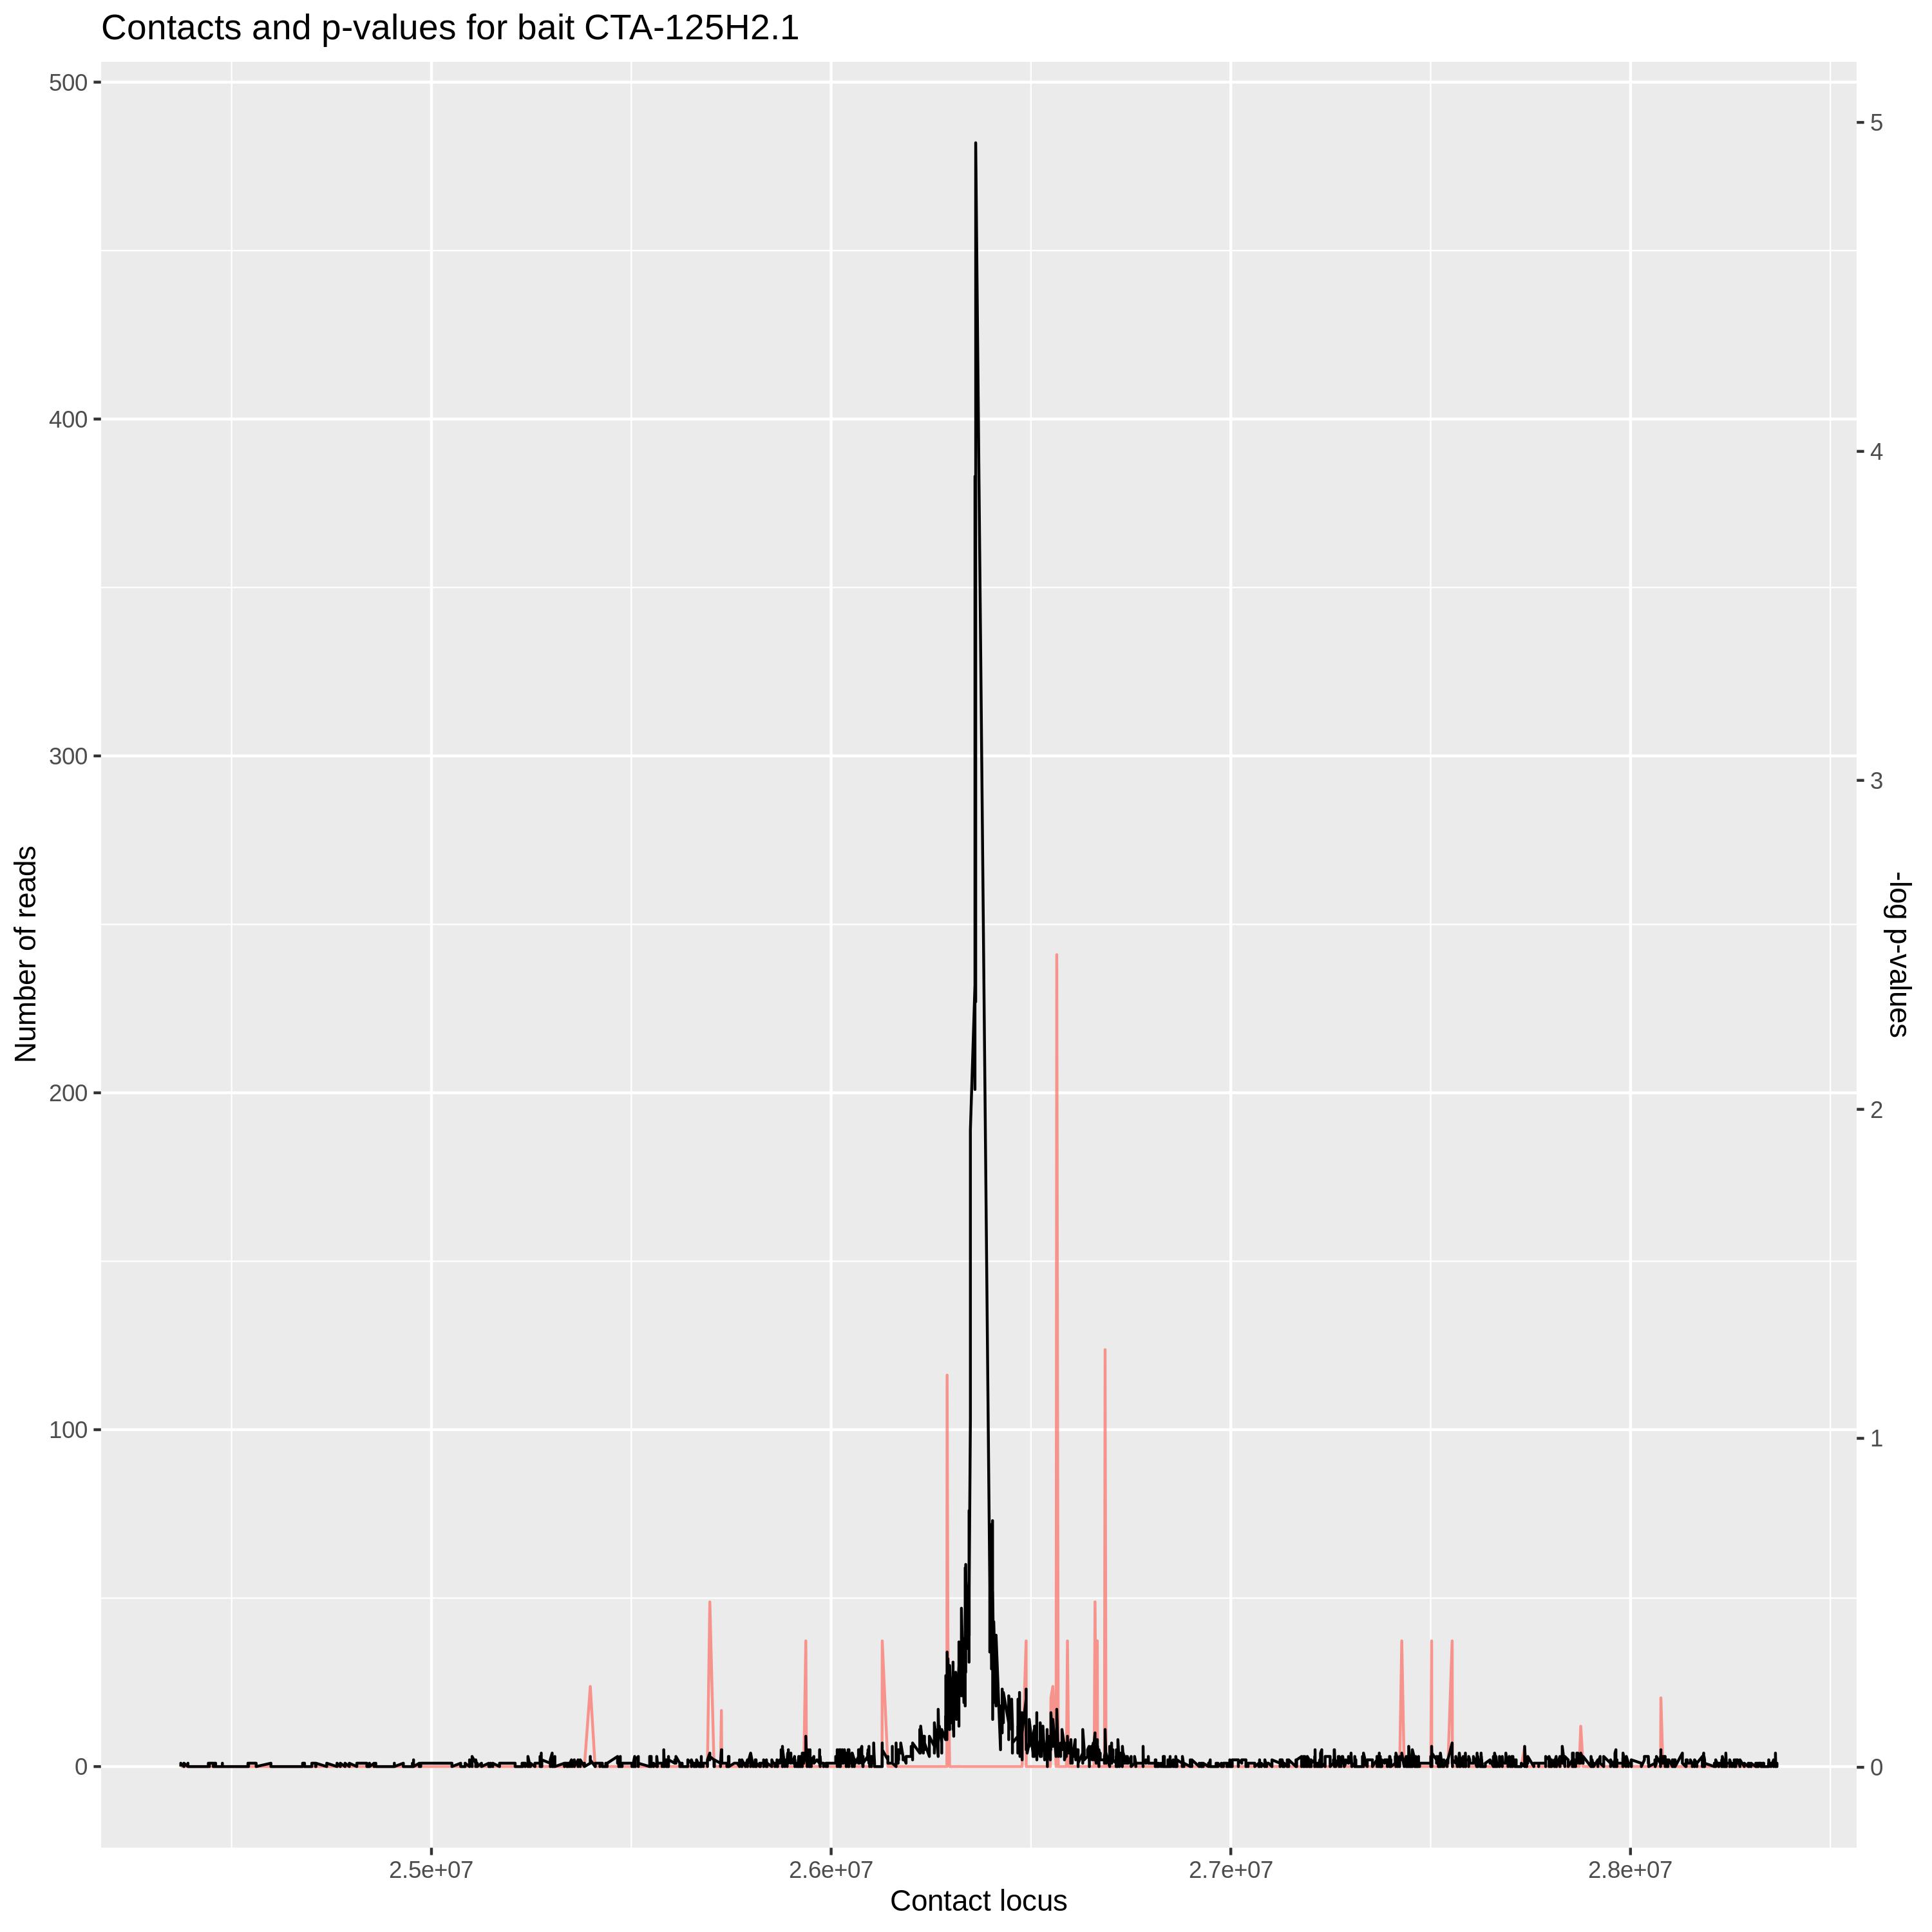 Contacts and p-values for bait CTA-125H2.1
500
400
300
200
100
0
Number of reads
5
4
3
2
1
0
-log p-values
2.5e+07 2.6e+07 2.7e+07 2.8e+07
Contact locus